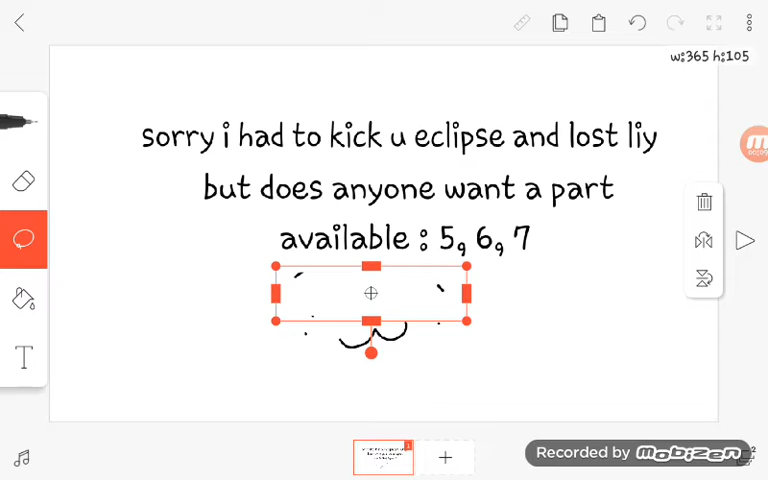 w:365 h:105
sorry i had to kick u eclipse and lost liy
but does anyone want a part
available : 5, 6, 7
T
1
Recorded by mobizen